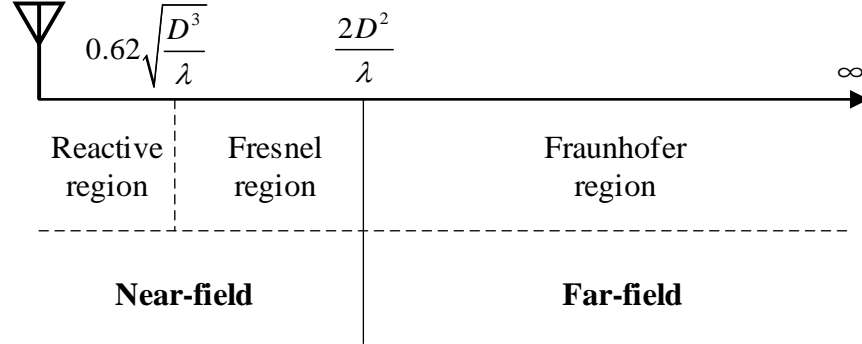 0.62√(D³/λ)
2D²/λ
∞
Reactive
region
Fresnel
region
Fraunhofer
region
Near-field
Far-field